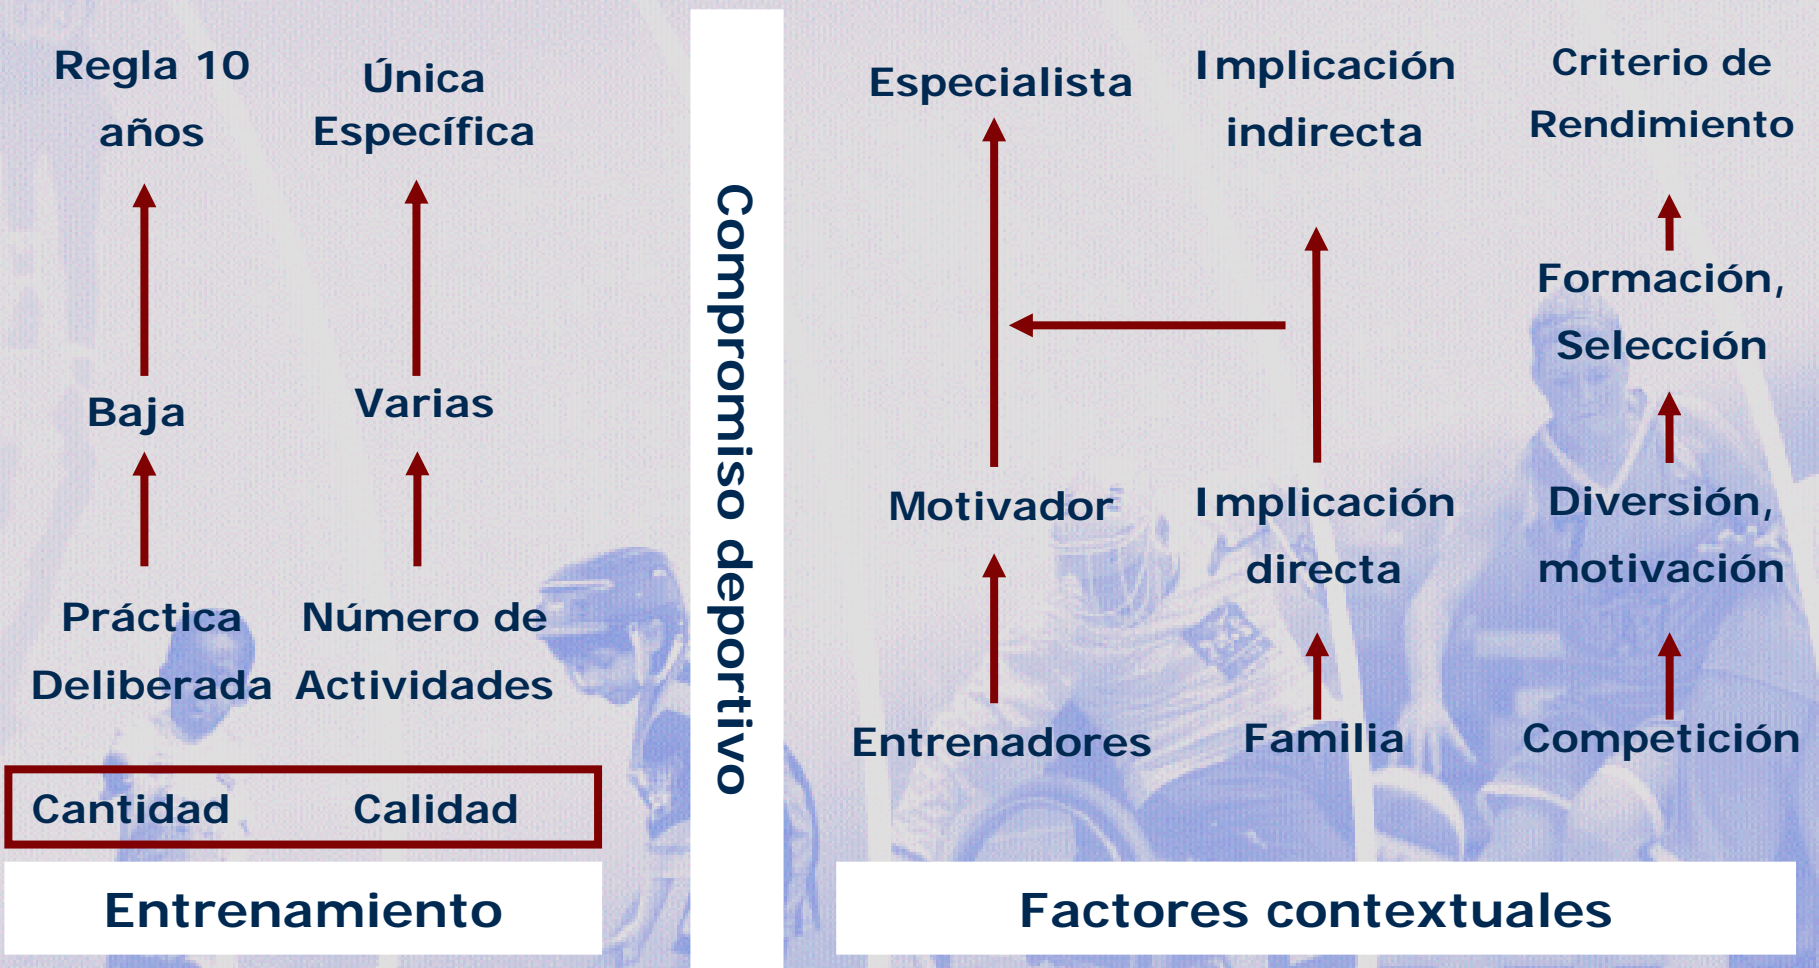 Regla 10
años
Baja
Práctica
Deliberada
Cantidad
Única
Específica
Varias
Número de
Actividades
Calidad
Entrenamiento
Compromiso deportivo
Especialista
Motivador
Entrenadores
Implicación
indirecta
Implicación
directa
Familia
Criterio de
Rendimiento
Formación,
Selección
Diversión,
motivación
Competición
Factores contextuales